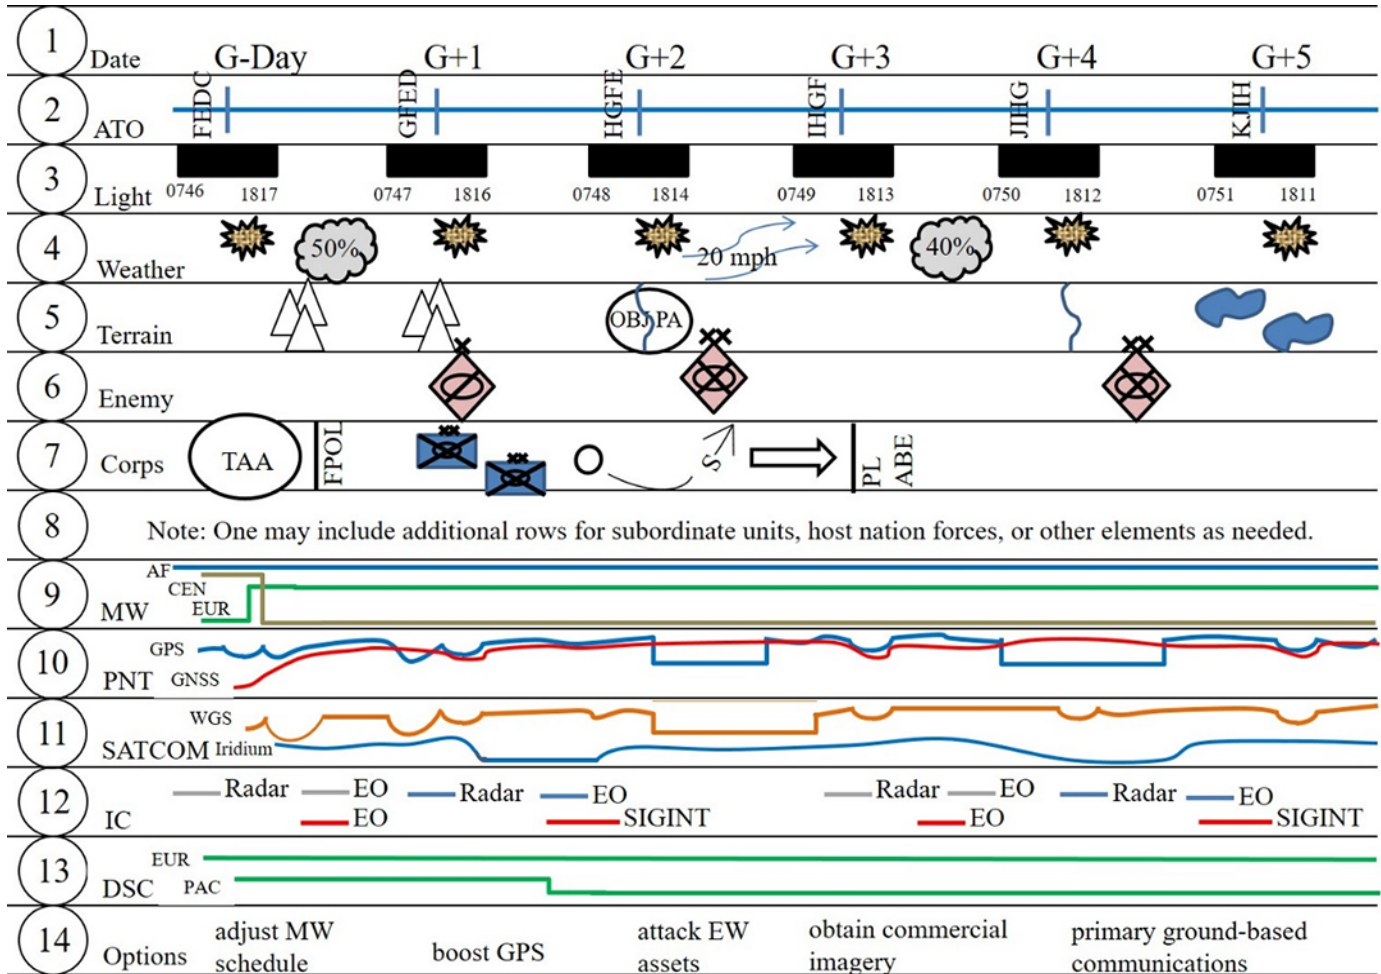 1 Date G-Day G+1 G+2 G+3 G+4 G+5
2 ATO FEDC GFED HGFE IHGF JIHG KJIH
3 Light 0746 1817 0747 1816 0748 1814 0749 1813 0750 1812 0751 1811
4 Weather 50% 20 mph 40%
5 Terrain OBJ PA
6 Enemy
7 Corps TAA FPOL S PL ABE
8 Note: One may include additional rows for subordinate units, host nation forces, or other elements as needed.
9 MW AF CEN EUR
10 PNT GPS GNSS
11 SATCOM WGS Iridium
12 IC Radar EO Radar EO Radar EO Radar EO
EO SIGINT EO SIGINT
13 DSC EUR PAC
14 Options
adjust MW
schedule
boost GPS
attack EW
assets
obtain commercial
imagery
primary ground-based
communications